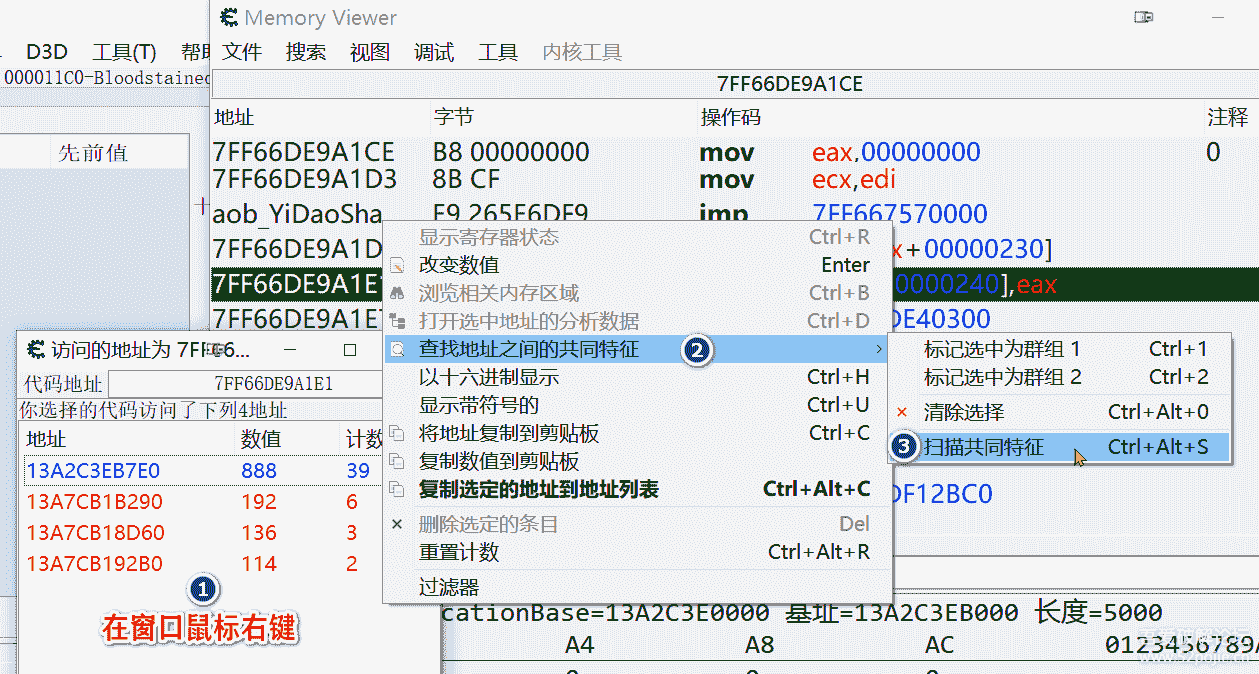 Memory Viewer
D3D 工具(T) 帮助
文件 搜索 视图 调试 工具 内核工具
000011C0-Bloodstained
7FF66DE9A1CE
地址 字节 操作码 注释
先前值
7FF66DE9A1CE B8 00000000 mov eax,00000000 0
7FF66DE9A1D3 8B CF mov ecx,edi
aob_YiDaoSha E9 265E6DF9 jmp 7FF667570000
7FF66DE9A1D x+00000230]
7FF66DE9A1E 0000240],eax
7FF66DE9A1E DE40300
显示寄存器状态 Ctrl+R
改变数值 Enter
浏览相关内存区域 Ctrl+B
打开选中地址的分析数据 Ctrl+D
查找地址之间的共同特征 2
以十六进制显示 Ctrl+H
显示带符号的 Ctrl+U
将地址复制到剪贴板 Ctrl+C
复制数值到剪贴板
复制选定的地址到地址列表 Ctrl+Alt+C
删除选定的条目 Del
重置计数 Ctrl+Alt+R
过滤器
标记选中为群组 1 Ctrl+1
标记选中为群组 2 Ctrl+2
清除选择 Ctrl+Alt+0
3 扫描共同特征 Ctrl+Alt+S
DF12BC0
访问的地址为 7FF66...
代码地址 7FF66DE9A1E1
你选择的代码访问了下列4地址
地址 数值 计数
13A2C3EB7E0 888 39
13A7CB1B290 192 6
13A7CB18D60 136 3
13A7CB192B0 114 2
1
在窗口鼠标右键
cationBase=13A2C3E0000 基址=13A2C3EB000 长度=5000
A4 A8 AC 0123456789A